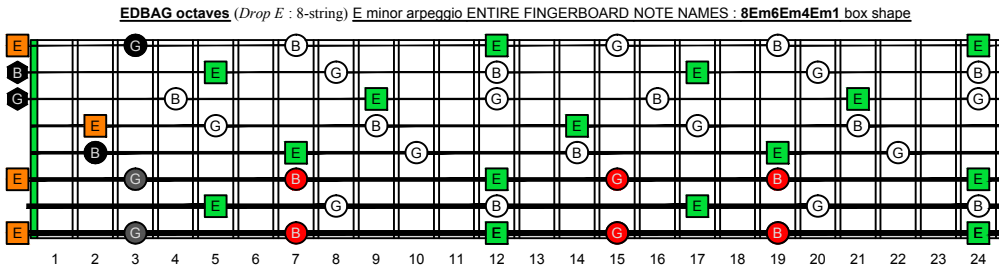 EDBAG octaves (Drop E : 8-string) E minor arpeggio ENTIRE FINGERBOARD NOTE NAMES : 8Em6Em4Em1 box shape
E G B E G B E
B E G B E G B
G B E G B E G
E G B E G B
B E G B E G
E G B E G B E
E G B E G B
E G B E G B E
1 2 3 4 5 6 7 8 9 10 11 12 13 14 15 16 17 18 19 20 21 22 23 24